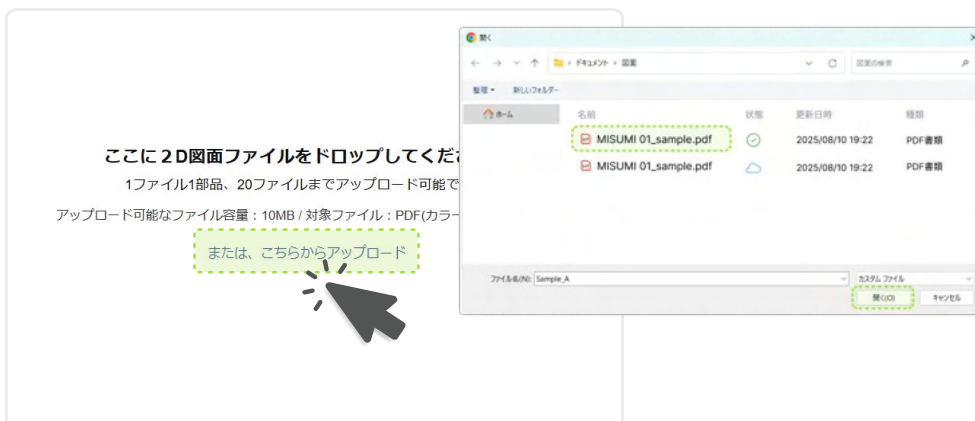 ここに2D図面ファイルをドロップしてくだ
1ファイル1部品、20ファイルまでアップロード可能で
アップロード可能なファイル容量：10MB / 対象ファイル：PDF(カラー
または、こちらからアップロード
開く
ドキュメント › 図面
図面の検索
整理 新しいフォルダー
ホーム
名前 状態 更新日時 種類
MISUMI 01_sample.pdf 2025/08/10 19:22 PDF書類
MISUMI 01_sample.pdf 2025/08/10 19:22 PDF書類
ファイル名(N): Sample_A カスタム ファイル
開く(O) キャンセル